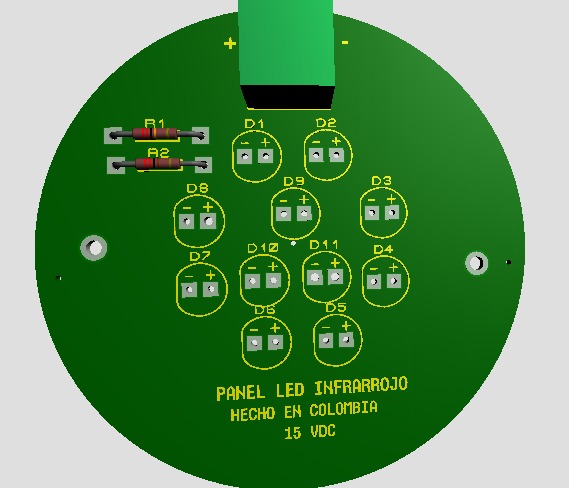 + -
R1
D1 D2
R2
- + - +
D8 D9 D3
- + - + - +
D7 D10 D11 D4
- + - + - + - +
D6 D5
- + - +
PANEL LED INFRARROJO
HECHO EN COLOMBIA
15 VDC